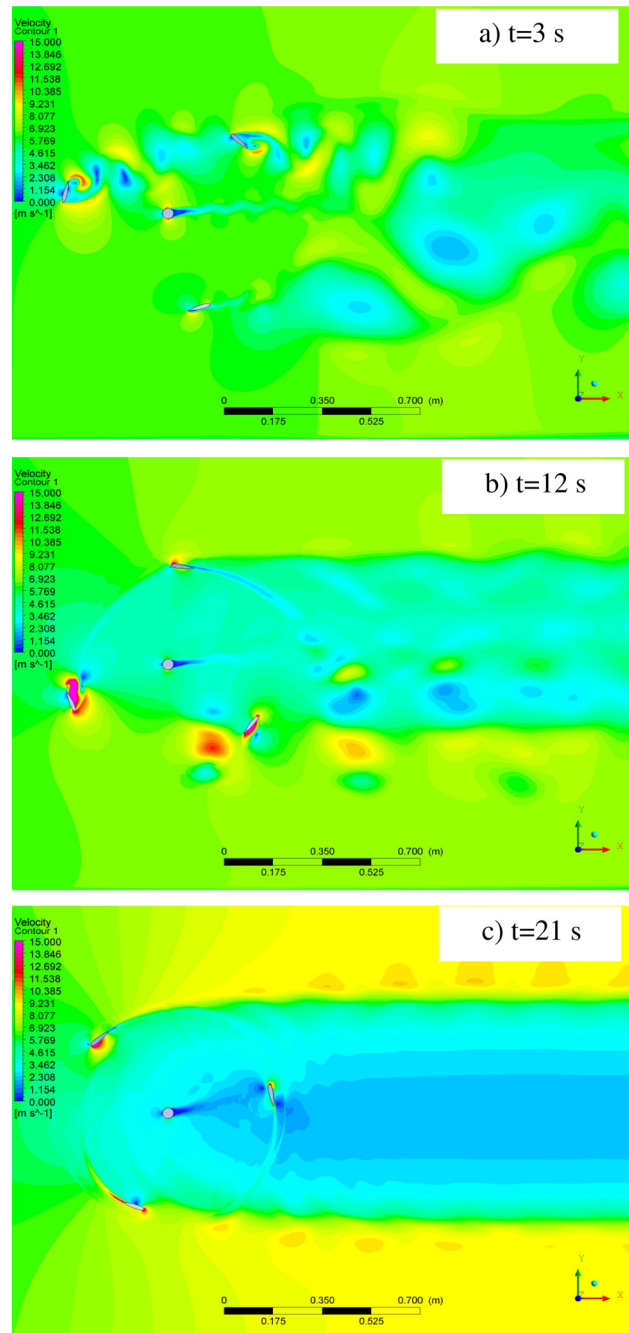 a) t=3 s
Velocity
Contour 1
15.000
13.846
12.692
11.538
10.385
9.231
8.077
6.923
5.769
4.615
3.462
2.308
1.154
0.000
[m s^-1]
0 0.350 0.700 (m)
0.175 0.525
Y
Z X
b) t=12 s
Velocity
Contour 1
15.000
13.846
12.692
11.538
10.385
9.231
8.077
6.923
5.769
4.615
3.462
2.308
1.154
0.000
[m s^-1]
0 0.350 0.700 (m)
0.175 0.525
Y
Z X
c) t=21 s
Velocity
Contour 1
15.000
13.846
12.692
11.538
10.385
9.231
8.077
6.923
5.769
4.615
3.462
2.308
1.154
0.000
[m s^-1]
0 0.350 0.700 (m)
0.175 0.525
Y
Z X